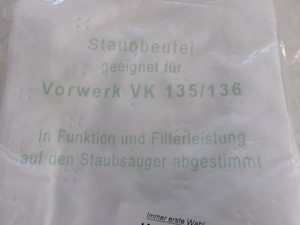 Staubbeutel
geeignet für
Vorwerk VK 135/136
In Funktion und Filterleistung
auf den Staubsauger abgestimmt
Immer erste Wahl